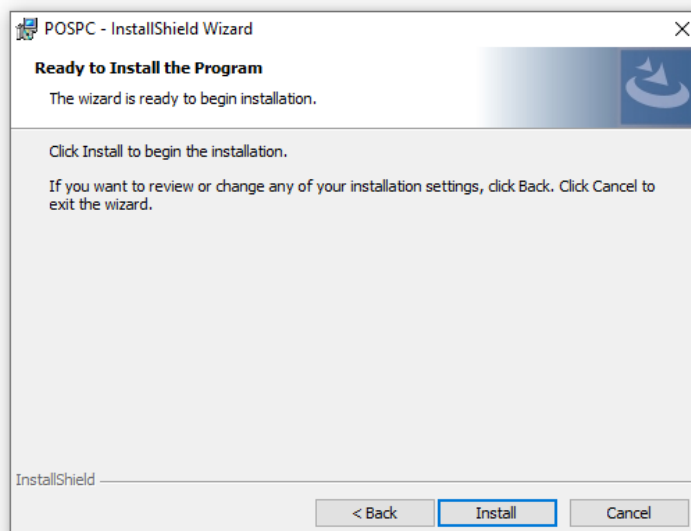 POSPC - InstallShield Wizard
Ready to Install the Program
The wizard is ready to begin installation.
Click Install to begin the installation.
If you want to review or change any of your installation settings, click Back. Click Cancel to
exit the wizard.
InstallShield
< Back Install Cancel